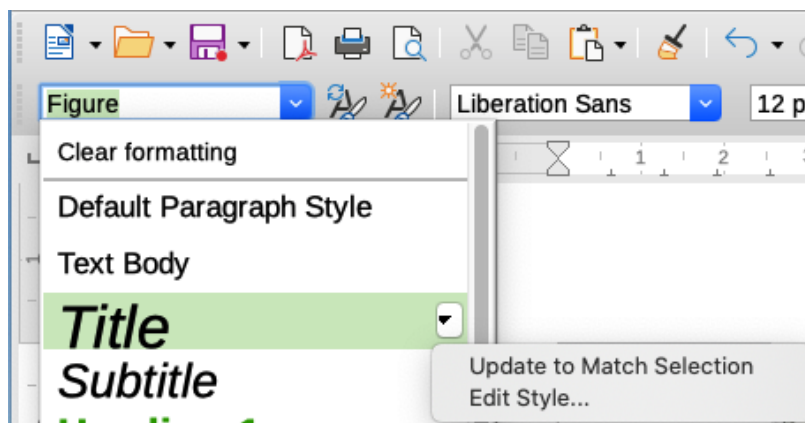 Figure
Liberation Sans
12 p
Clear formatting
1 2
Default Paragraph Style
Text Body
1
Title
Subtitle
Update to Match Selection
Edit Style...